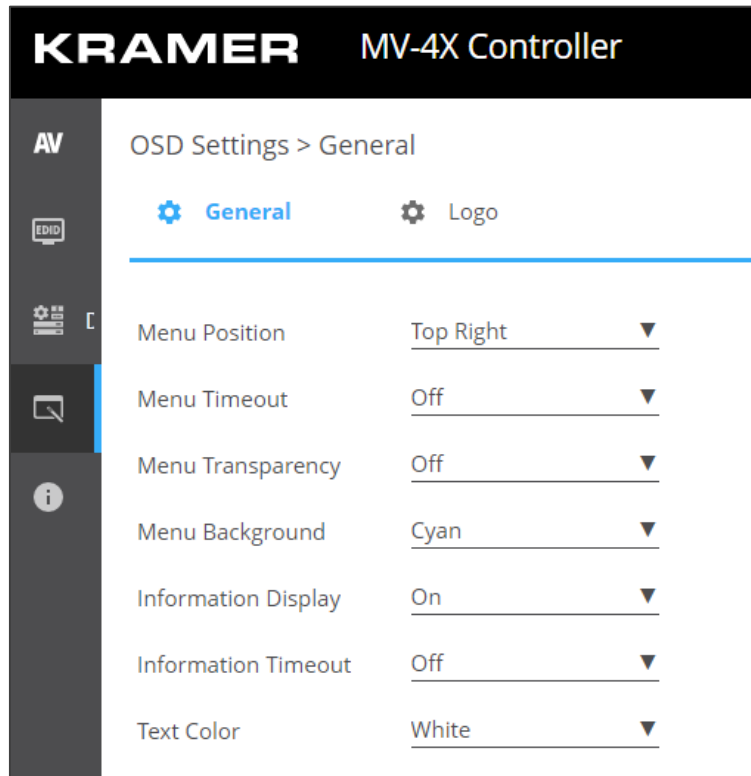 KRAMER MV-4X Controller
AV
OSD Settings > General
General Logo
EDID
Menu Position Top Right
Menu Timeout Off
Menu Transparency Off
Menu Background Cyan
Information Display On
Information Timeout Off
Text Color White